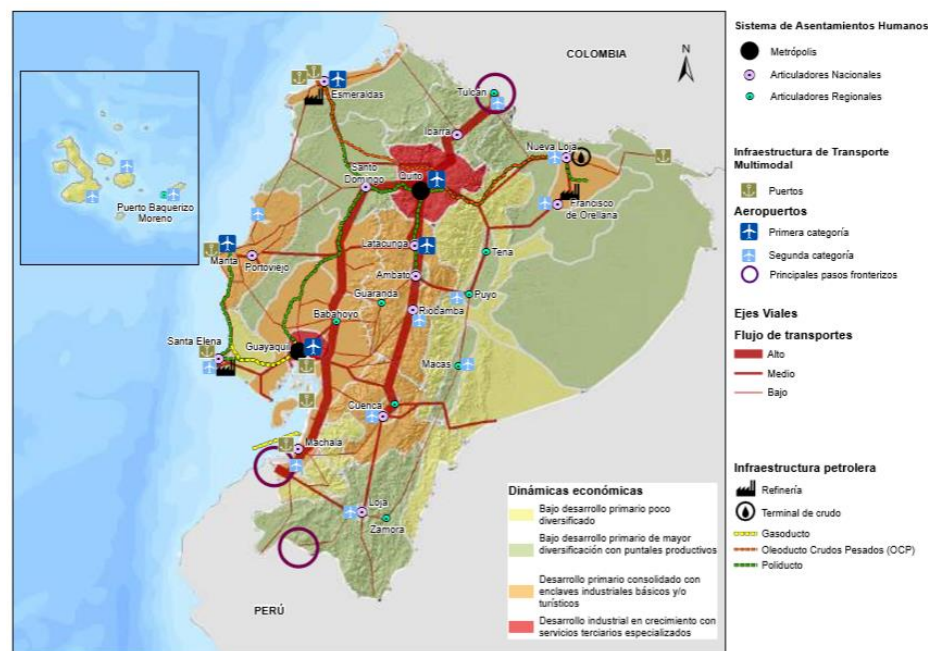 COLOMBIA
N
Esmeraldas
Tulcán
Ibarra
Nueva Loja
Santo
Domingo
Quito
Francisco
de Orellana
Puerto Baquerizo
Moreno
Latacunga
Tena
Manta
Portoviejo
Ambato
Guaranda
Puyo
Babahoyo
Riobamba
Santa Elena
Guayaquil
Macas
Cuenca
Machala
Loja
Zamora
PERÚ
Dinámicas económicas
Bajo desarrollo primario poco
diversificado
Bajo desarrollo primario de mayor
diversificación con puntales productivos
Desarrollo primario consolidado con
enclaves industriales básicos y/o
turísticos
Desarrollo industrial en crecimiento con
servicios terciarios especializados
Sistema de Asentamientos Humanos
Metrópolis
Articuladores Nacionales
Articuladores Regionales
Infraestructura de Transporte
Multimodal
Puertos
Aeropuertos
Primera categoría
Segunda categoría
Principales pasos fronterizos
Ejes Viales
Flujo de transportes
Alto
Medio
Bajo
Infraestructura petrolera
Refinería
Terminal de crudo
Gasoducto
Oleoducto Crudos Pesados (OCP)
Poliducto